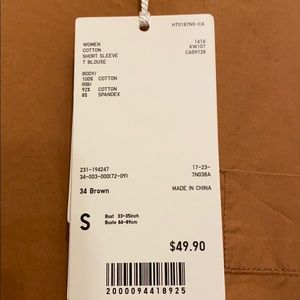 HT0187NX-CA
WOMEN
COTTON
SHORT SLEEVE
T BLOUSE
1414
KW107
CA59728
BODY/
100% COTTON
RIB/
92% COTTON
8% SPANDEX
231-194247
34-003-000(72-09)
17-23-
7N03BA
34 Brown
MADE IN CHINA
S
Bust 33-35inch
Buste 84-89cm
$49.90
2000094418925